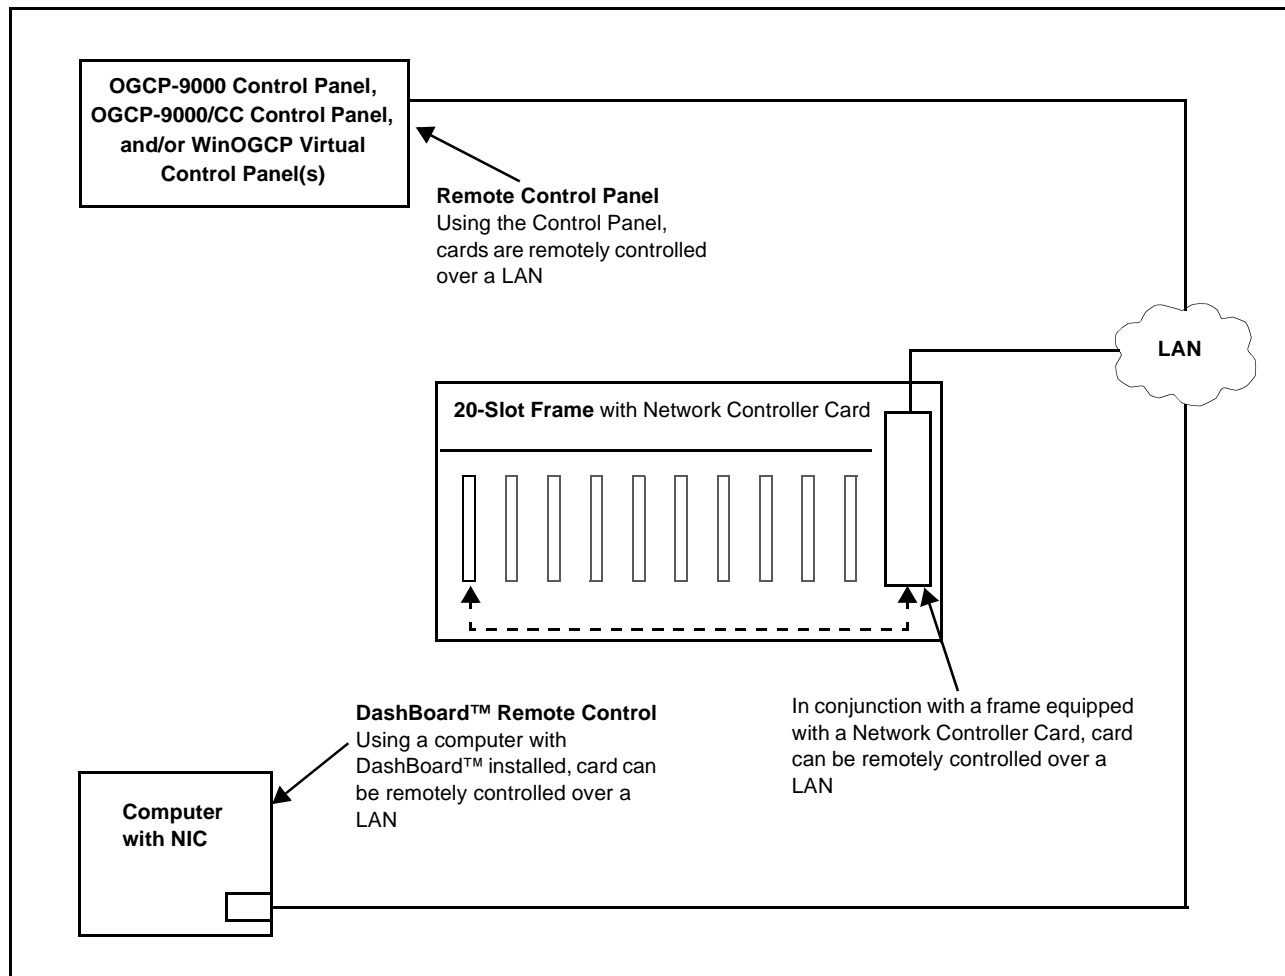 OGCP-9000 Control Panel,
OGCP-9000/CC Control Panel,
and/or WinOGCP Virtual
Control Panel(s)
Remote Control Panel
Using the Control Panel,
cards are remotely controlled
over a LAN
LAN
20-Slot Frame with Network Controller Card
DashBoard™ Remote Control
Using a computer with
DashBoard™ installed, card can
be remotely controlled over a
LAN
In conjunction with a frame equipped
with a Network Controller Card, card
can be remotely controlled over a
LAN
Computer
with NIC